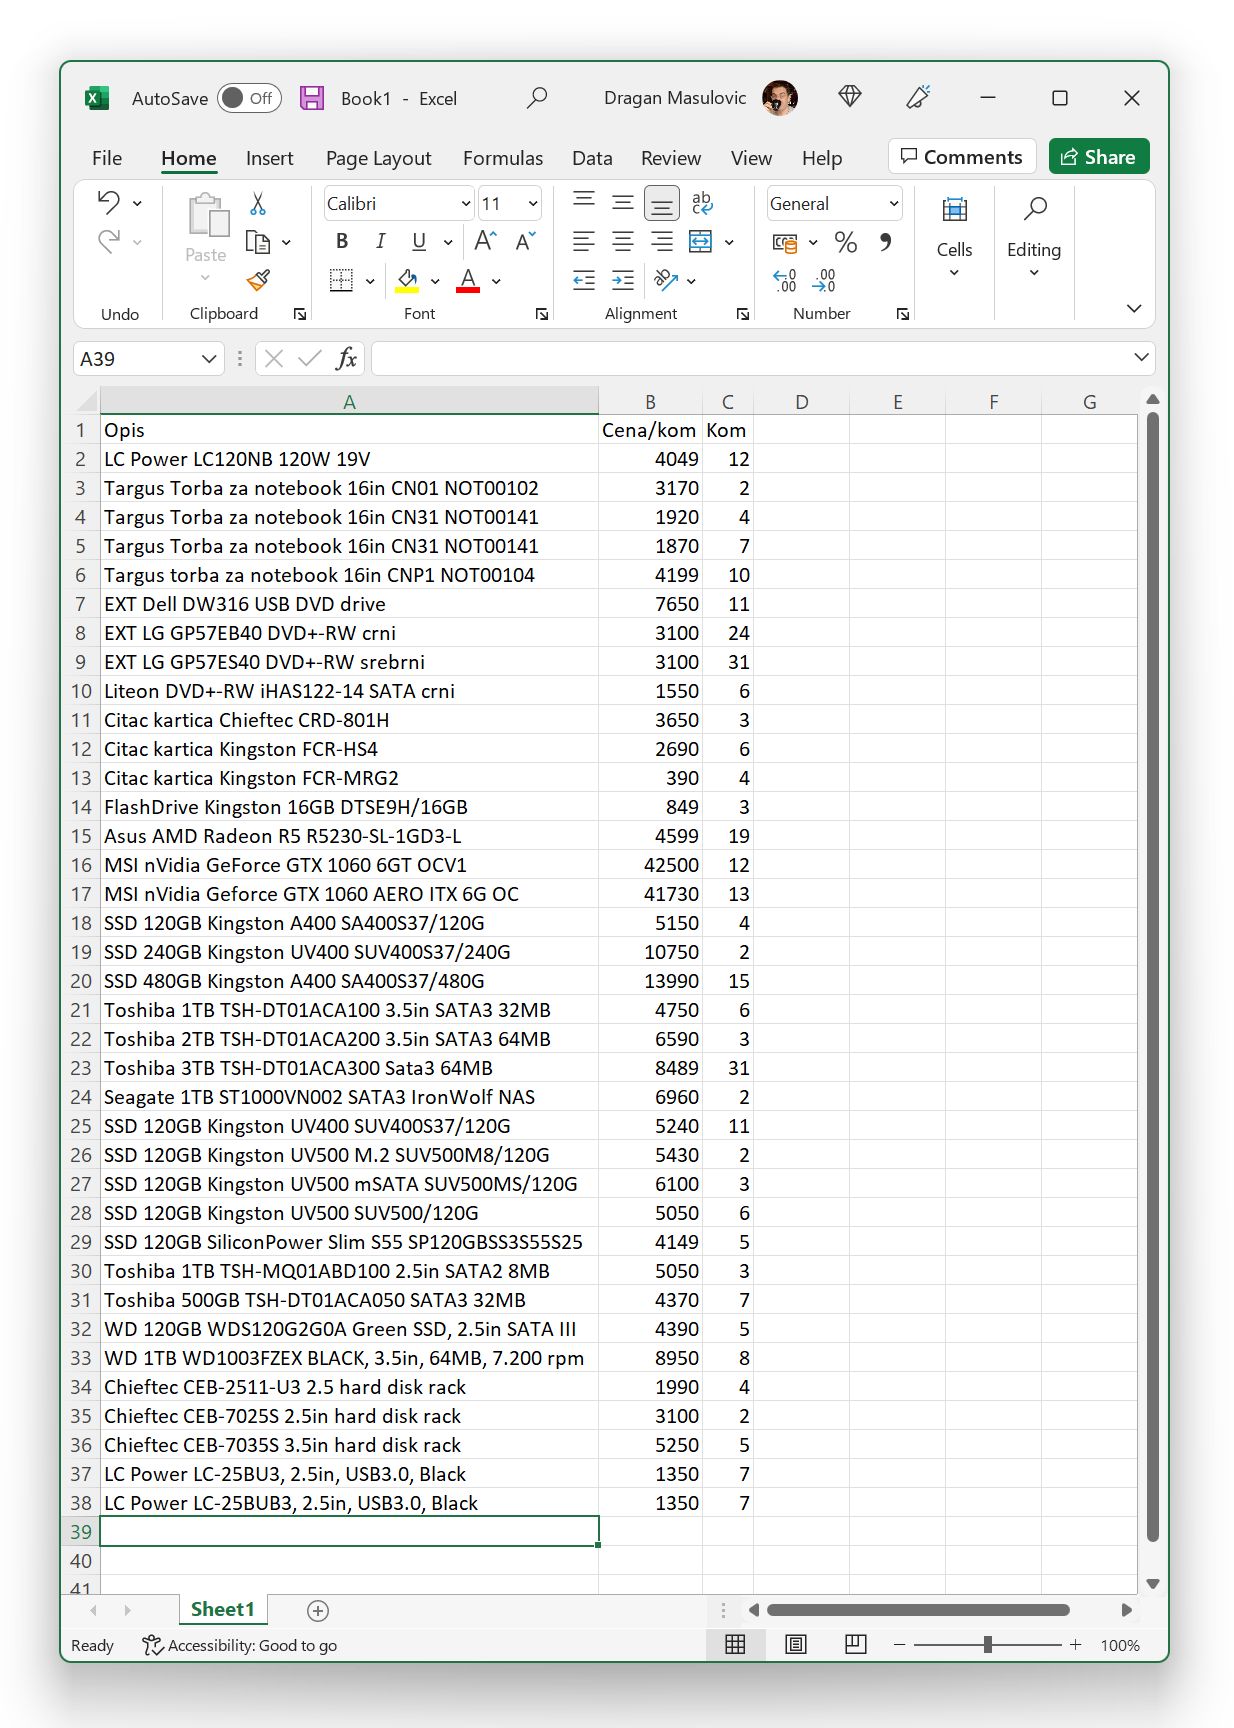 AutoSave Off Book1 - Excel Dragan Masulovic
File Home Insert Page Layout Formulas Data Review View Help Comments Share
Calibri 11 ab General
Paste B I U A A % Cells Editing
A
Undo Clipboard Font Alignment Number
A39 fx
A B C D E F G
1 Opis Cena/kom Kom
2 LC Power LC120NB 120W 19V 4049 12
3 Targus Torba za notebook 16in CN01 NOT00102 3170 2
4 Targus Torba za notebook 16in CN31 NOT00141 1920 4
5 Targus Torba za notebook 16in CN31 NOT00141 1870 7
6 Targus torba za notebook 16in CNP1 NOT00104 4199 10
7 EXT Dell DW316 USB DVD drive 7650 11
8 EXT LG GP57EB40 DVD+-RW crni 3100 24
9 EXT LG GP57ES40 DVD+-RW srebrni 3100 31
10 Liteon DVD+-RW iHAS122-14 SATA crni 1550 6
11 Citac kartica Chieftec CRD-801H 3650 3
12 Citac kartica Kingston FCR-HS4 2690 6
13 Citac kartica Kingston FCR-MRG2 390 4
14 FlashDrive Kingston 16GB DTSE9H/16GB 849 3
15 Asus AMD Radeon R5 R5230-SL-1GD3-L 4599 19
16 MSI nVidia GeForce GTX 1060 6GT OCV1 42500 12
17 MSI nVidia Geforce GTX 1060 AERO ITX 6G OC 41730 13
18 SSD 120GB Kingston A400 SA400S37/120G 5150 4
19 SSD 240GB Kingston UV400 SUV400S37/240G 10750 2
20 SSD 480GB Kingston A400 SA400S37/480G 13990 15
21 Toshiba 1TB TSH-DT01ACA100 3.5in SATA3 32MB 4750 6
22 Toshiba 2TB TSH-DT01ACA200 3.5in SATA3 64MB 6590 3
23 Toshiba 3TB TSH-DT01ACA300 Sata3 64MB 8489 31
24 Seagate 1TB ST1000VN002 SATA3 IronWolf NAS 6960 2
25 SSD 120GB Kingston UV400 SUV400S37/120G 5240 11
26 SSD 120GB Kingston UV500 M.2 SUV500M8/120G 5430 2
27 SSD 120GB Kingston UV500 mSATA SUV500MS/120G 6100 3
28 SSD 120GB Kingston UV500 SUV500/120G 5050 6
29 SSD 120GB SiliconPower Slim S55 SP120GBSS3S55S25 4149 5
30 Toshiba 1TB TSH-MQ01ABD100 2.5in SATA2 8MB 5050 3
31 Toshiba 500GB TSH-DT01ACA050 SATA3 32MB 4370 7
32 WD 120GB WDS120G2G0A Green SSD, 2.5in SATA III 4390 5
33 WD 1TB WD1003FZEX BLACK, 3.5in, 64MB, 7.200 rpm 8950 8
34 Chieftec CEB-2511-U3 2.5 hard disk rack 1990 4
35 Chieftec CEB-7025S 2.5in hard disk rack 3100 2
36 Chieftec CEB-7035S 3.5in hard disk rack 5250 5
37 LC Power LC-25BU3, 2.5in, USB3.0, Black 1350 7
38 LC Power LC-25BUB3, 2.5in, USB3.0, Black 1350 7
39
40
41
Sheet1
Ready Accessibility: Good to go 100%